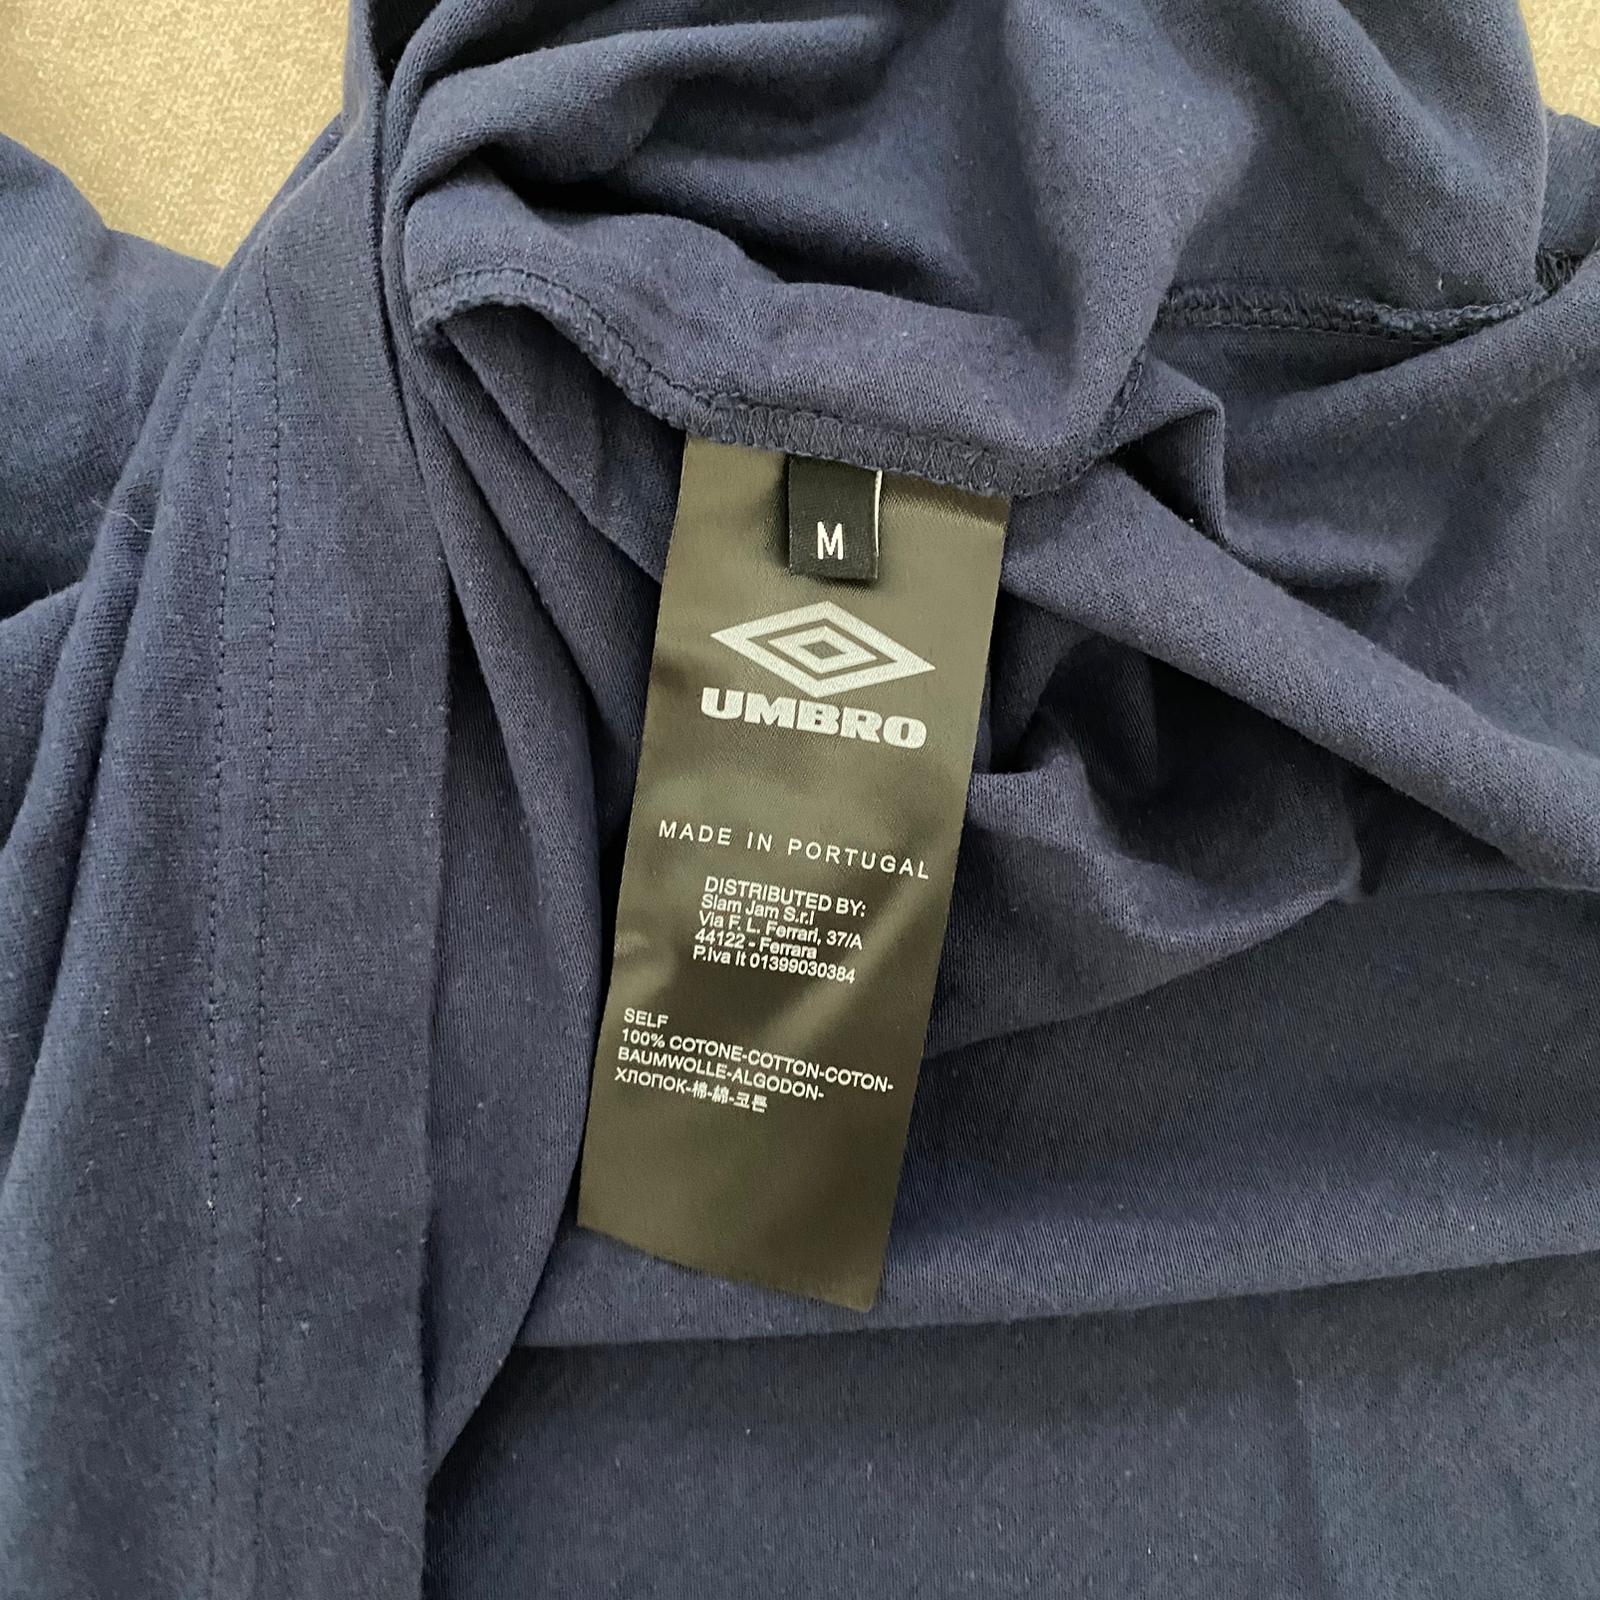 M
UMBRO
MADE IN PORTUGAL
DISTRIBUTED BY:
Slam Jam S.r.l
Via F. L. Ferrari, 37/A
44122 - Ferrara
P.iva It 01399030384
SELF
100% COTONE-COTTON-COTON-
BAUMWOLLE-ALGODON-
ХЛОПОК-棉-綿-코튼